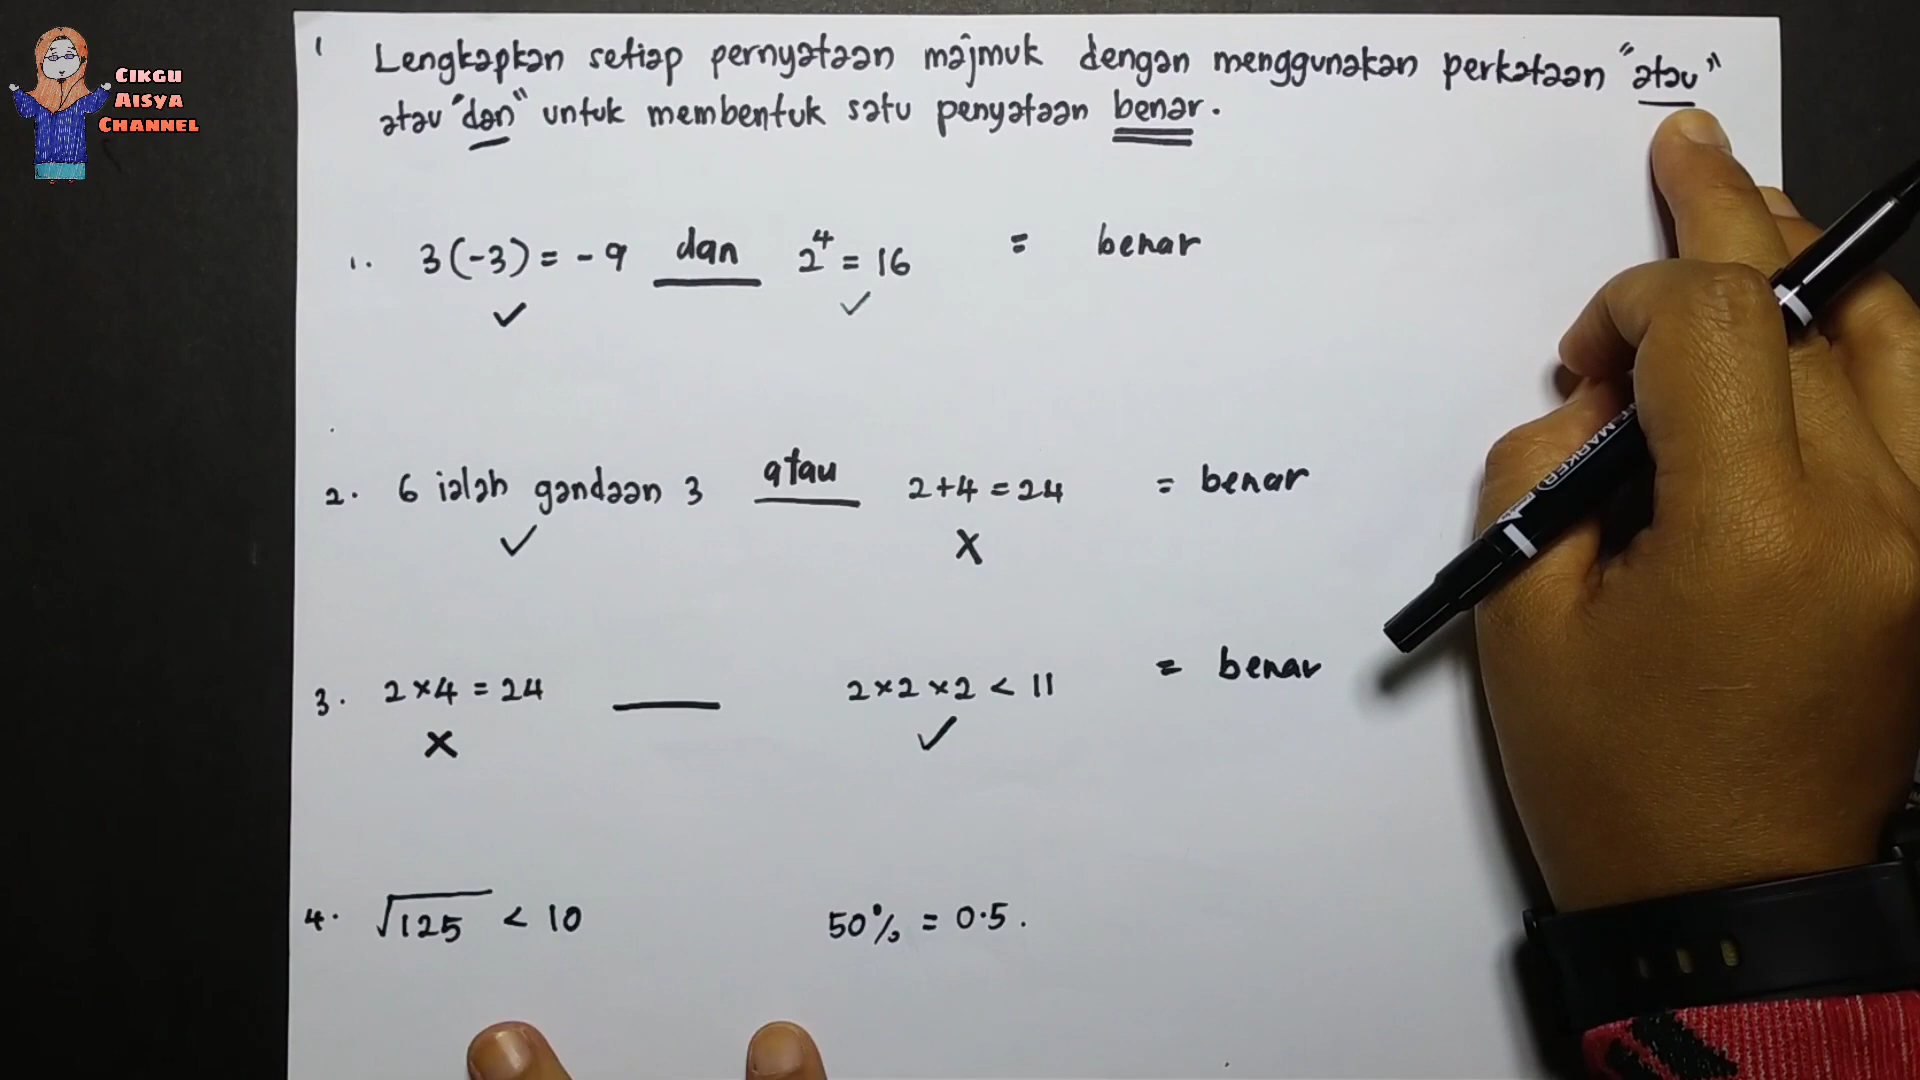 CIKGU
AISYA
CHANNEL
1 Lengkapkan setiap pernyataan majmuk dengan menggunakan perkataan "atau"
atau "dan" untuk membentuk satu penyataan benar.
1. 3(-3) = -9 dan 2⁴ = 16 = benar
✓ ✓
2. 6 ialah gandaan 3 atau 2+4 = 24 = benar
✓ X
3. 2×4 = 24 ____ 2×2×2 < 11 = benar
X ✓
4. √125 < 10 50% = 0.5.
MARKER